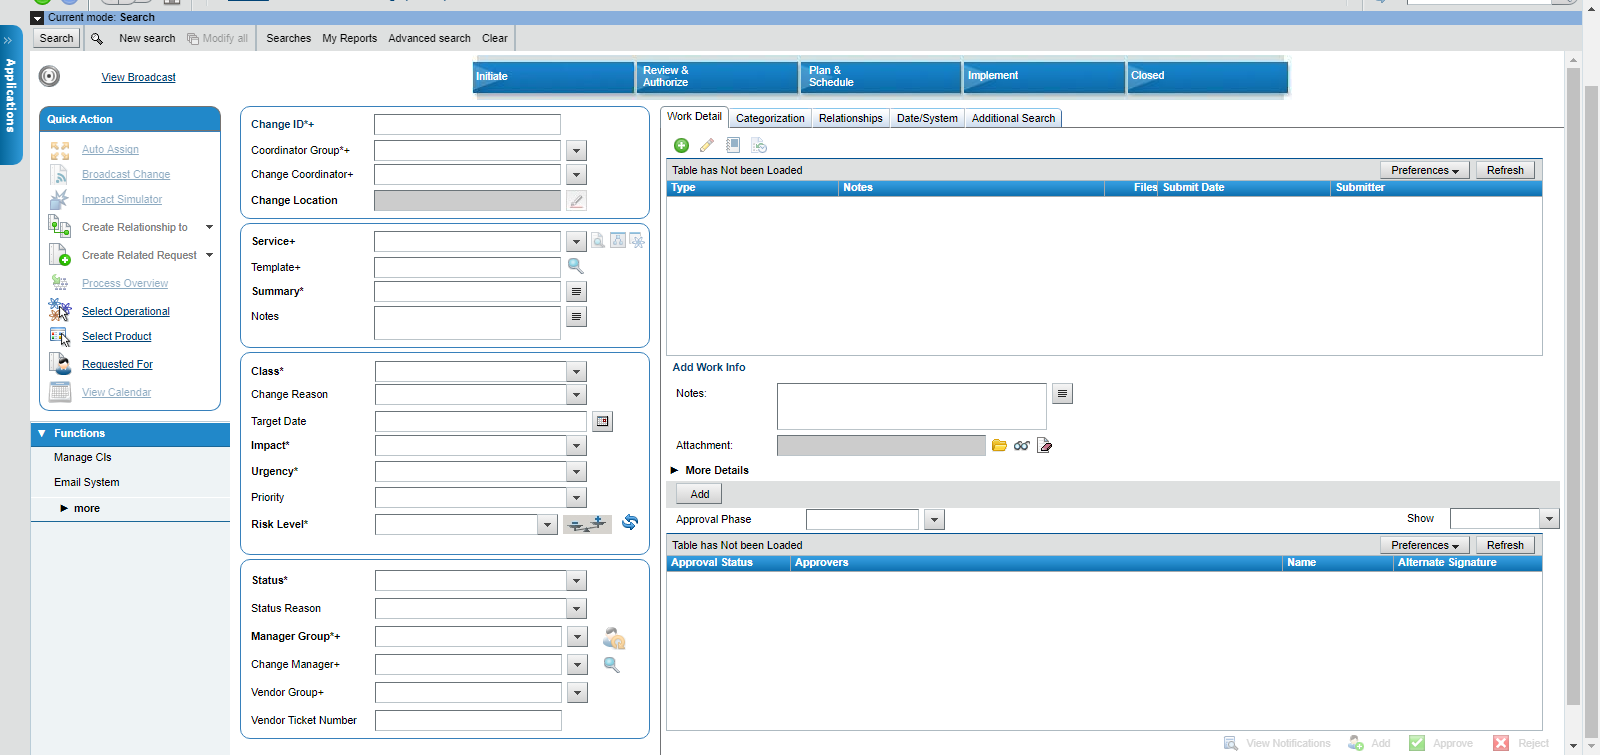 Current mode: Search
Search
New search
Modify all
Searches
My Reports
Advanced search
Clear
Applications
View Broadcast
Initiate
Review &
Authorize
Plan &
Schedule
Implement
Closed
Quick Action
Auto Assign
Broadcast Change
Impact Simulator
Create Relationship to
Create Related Request
Process Overview
Select Operational
Select Product
Requested For
View Calendar
Functions
Manage CIs
Email System
more
Change ID*+
Coordinator Group*+
Change Coordinator+
Change Location
Service+
Template+
Summary*
Notes
Class*
Change Reason
Target Date
Impact*
Urgency*
Priority
Risk Level*
Status*
Status Reason
Manager Group*+
Change Manager+
Vendor Group+
Vendor Ticket Number
Work Detail
Categorization
Relationships
Date/System
Additional Search
Table has Not been Loaded
Preferences
Refresh
Type
Notes
Files
Submit Date
Submitter
Add Work Info
Notes:
Attachment:
More Details
Add
Approval Phase
Show
Table has Not been Loaded
Preferences
Refresh
Approval Status
Approvers
Name
Alternate Signature
View Notifications
Add
Approve
Reject